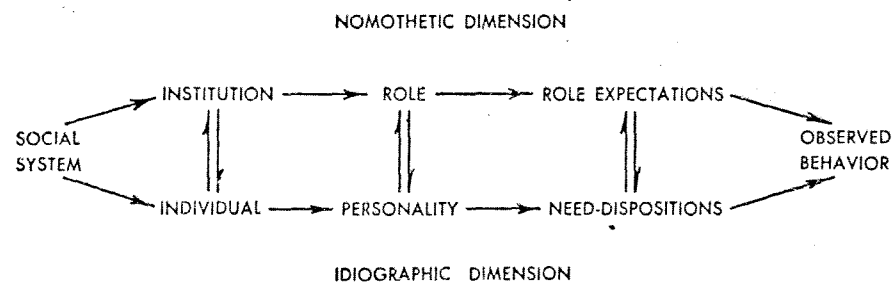 NOMOTHETIC DIMENSION
INSTITUTION ROLE ROLE EXPECTATIONS
SOCIAL
SYSTEM
OBSERVED
BEHAVIOR
INDIVIDUAL PERSONALITY NEED-DISPOSITIONS
IDIOGRAPHIC DIMENSION